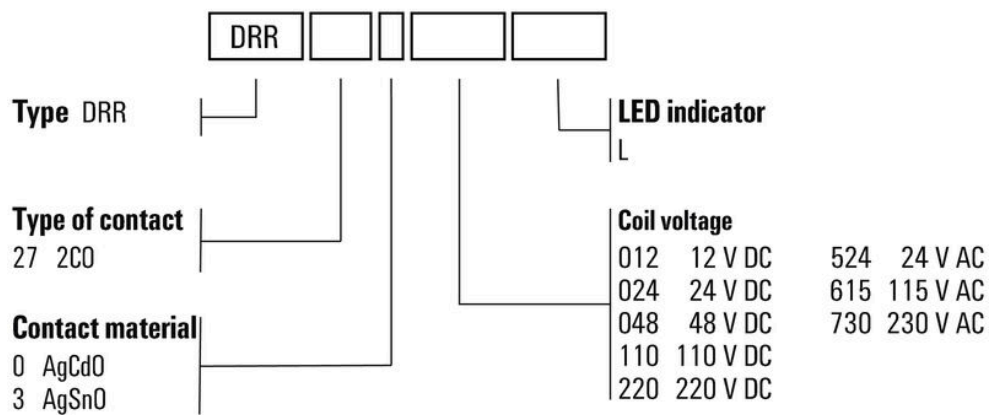 DRR
Type DRR
Type of contact
27 2CO
Contact material
0 AgCdO
3 AgSnO
LED indicator
L
Coil voltage
012 12 V DC 524 24 V AC
024 24 V DC 615 115 V AC
048 48 V DC 730 230 V AC
110 110 V DC
220 220 V DC